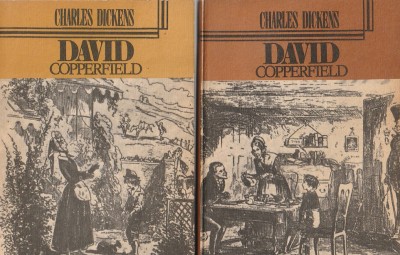 CHARLES DICKENS
DAVID
COPPERFIELD
CHARLES DICKENS
DAVID
COPPERFIELD